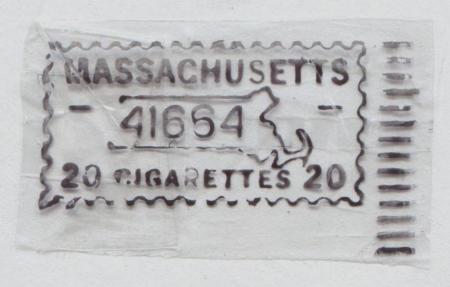 MASSACHUSETTS
- 41664 -
20 CIGARETTES 20